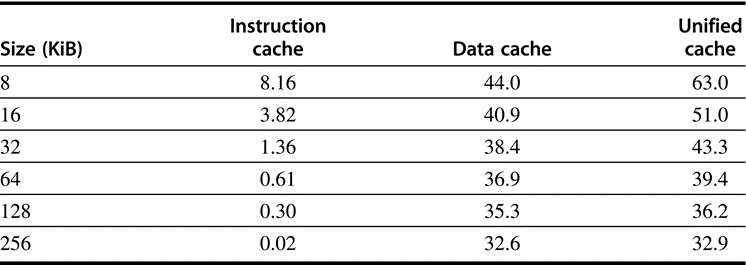 Size (KiB) Instruction cache Data cache Unified cache
8 8.16 44.0 63.0
16 3.82 40.9 51.0
32 1.36 38.4 43.3
64 0.61 36.9 39.4
128 0.30 35.3 36.2
256 0.02 32.6 32.9